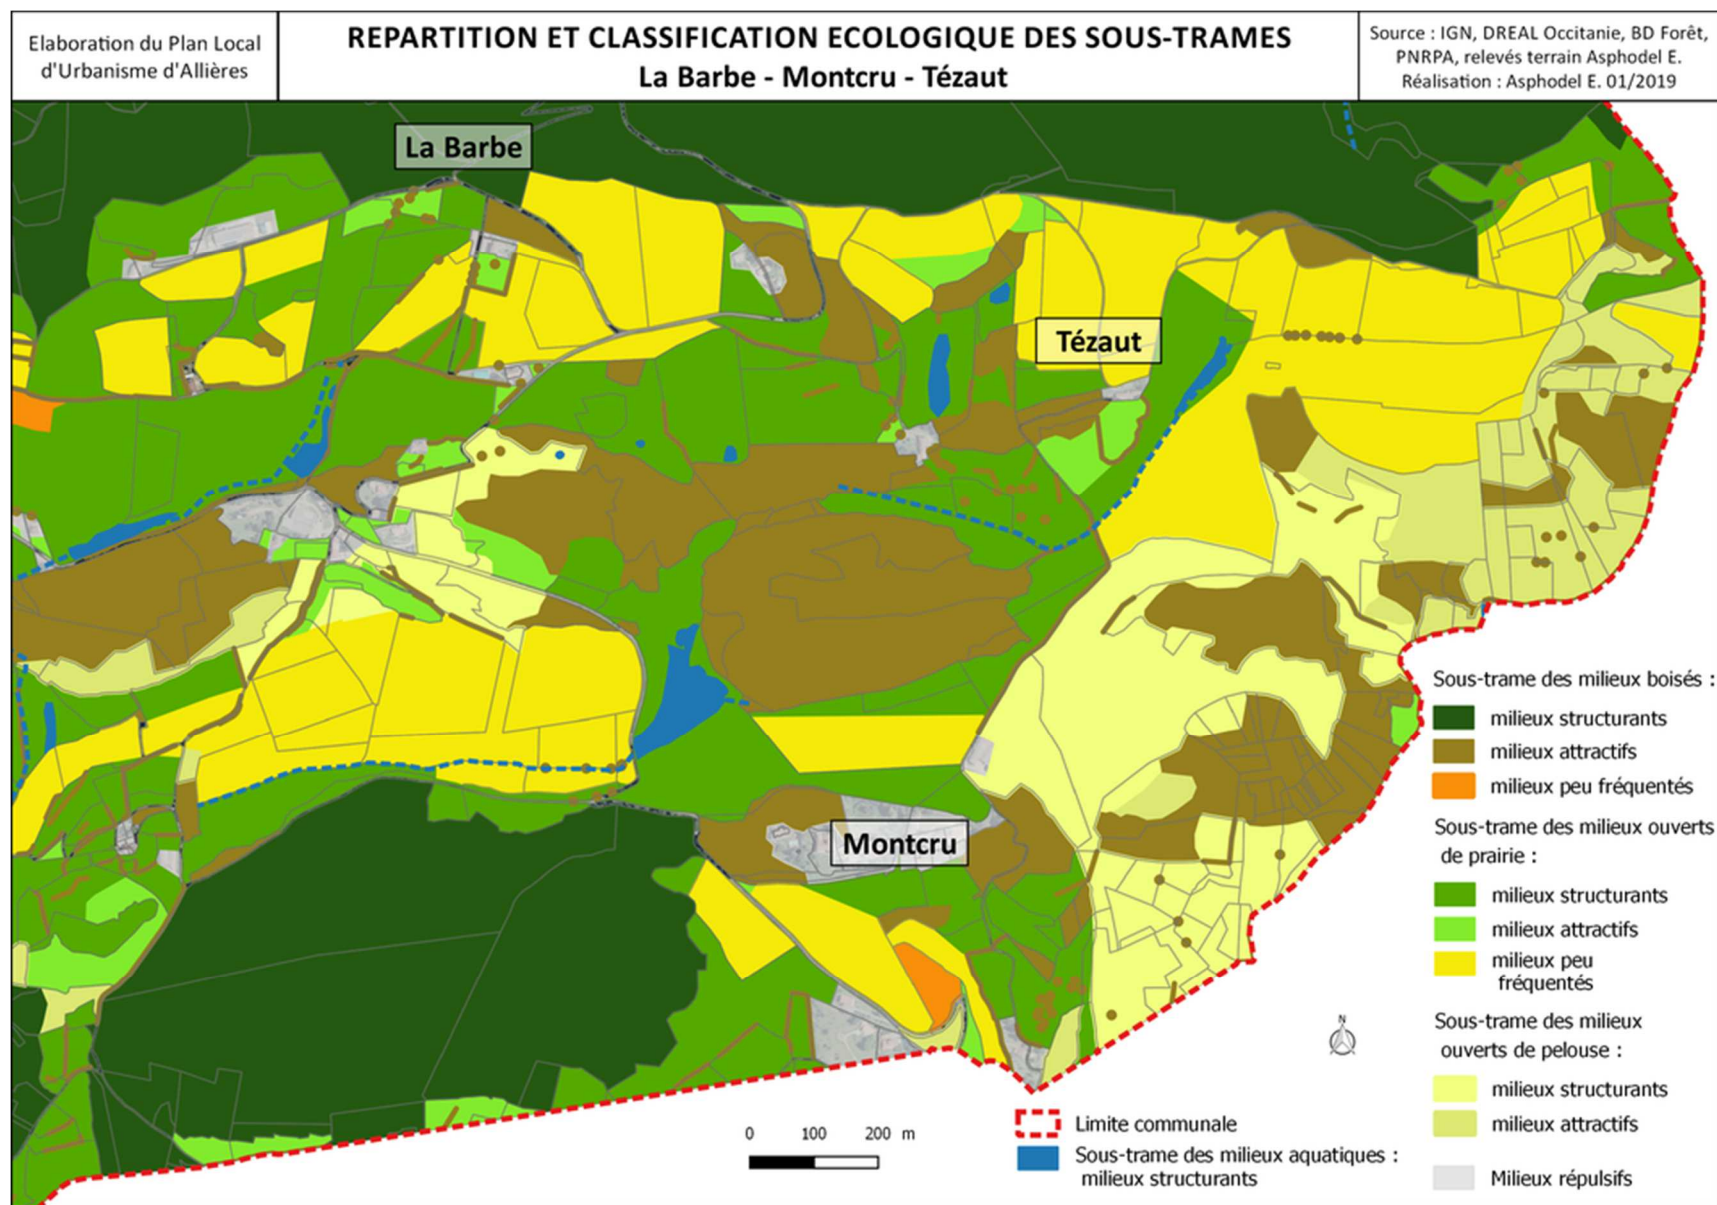 Elaboration du Plan Local
d'Urbanisme d'Allières
REPARTITION ET CLASSIFICATION ECOLOGIQUE DES SOUS-TRAMES
La Barbe - Montcru - Tézaut
Source : IGN, DREAL Occitanie, BD Forêt,
PNRPA, relevés terrain Asphodel E.
Réalisation : Asphodel E. 01/2019
La Barbe
Tézaut
Montcru
Sous-trame des milieux boisés :
milieux structurants
milieux attractifs
milieux peu fréquentés
Sous-trame des milieux ouverts
de prairie :
milieux structurants
milieux attractifs
milieux peu
fréquentés
Sous-trame des milieux
ouverts de pelouse :
milieux structurants
milieux attractifs
Milieux répulsifs
N
Limite communale
Sous-trame des milieux aquatiques :
milieux structurants
0 100 200 m